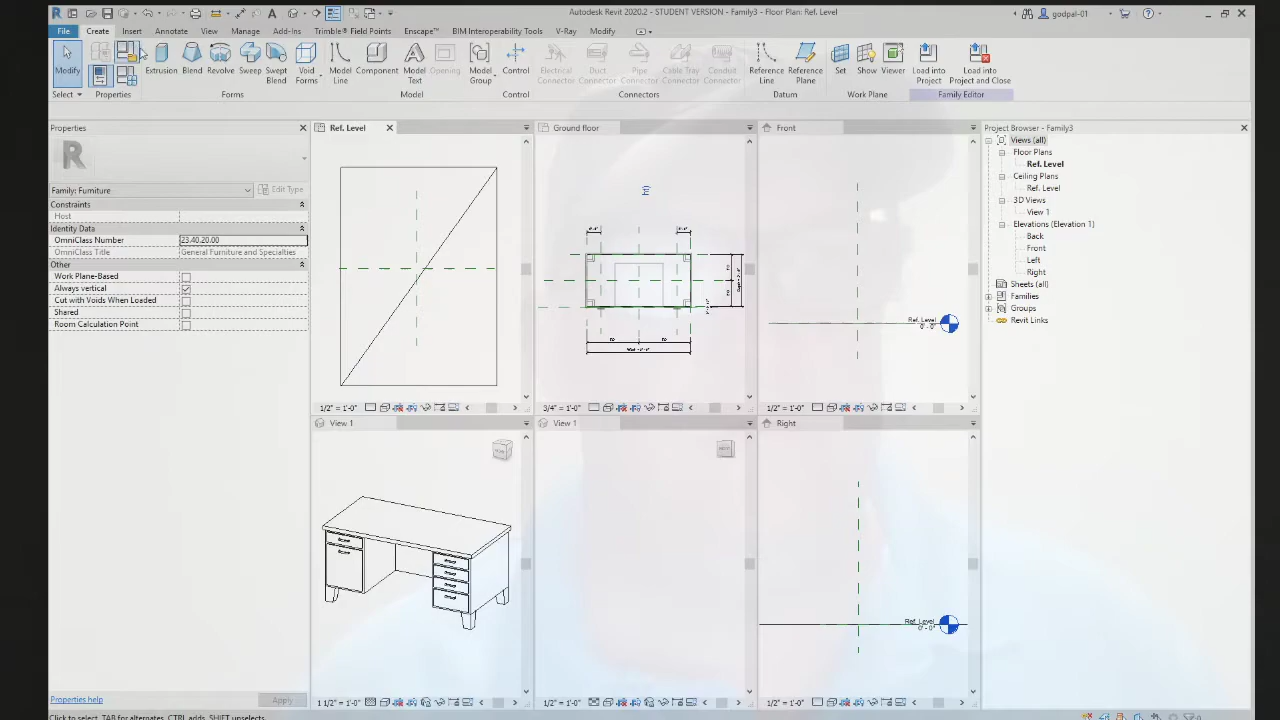 Autodesk Revit 2020.2 - STUDENT VERSION - Family3 - Floor Plan: Ref. Level
godpal-01
File Create Insert Annotate View Manage Add-Ins Trimble® Field Points Enscape™ BIM Interoperability Tools V-Ray Modify
Modify Extrusion Blend Revolve Sweep Swept Blend Void Forms Model Line Component Model Text Opening Model Group Control Electrical Connector Duct Connector Pipe Connector Cable Tray Connector Conduit Connector Reference Line Reference Plane Set Show Viewer Load into Project Load into Project and Close
Select Properties Forms Model Control Connectors Datum Work Plane Family Editor
Properties
Family: Furniture
Edit Type
Constraints
Host
Identity Data
OmniClass Number 23.40.20.00
OmniClass Title General Furniture and Specialties
Other
Work Plane-Based
Always vertical
Cut with Voids When Loaded
Shared
Room Calculation Point
Properties help
Apply
Ref. Level
1/2" = 1'-0"
Ground floor
3/4" = 1'-0"
Front
Ref. Level
0' - 0"
1/2" = 1'-0"
View 1
1 1/2" = 1'-0"
View 1
1/2" = 1'-0"
Right
Ref. Level
0' - 0"
1/2" = 1'-0"
Project Browser - Family3
Views (all)
Floor Plans
Ref. Level
Ceiling Plans
Ref. Level
3D Views
View 1
Elevations (Elevation 1)
Back
Front
Left
Right
Sheets (all)
Families
Groups
Revit Links
Click to select, TAB for alternates, CTRL adds, SHIFT unselects.